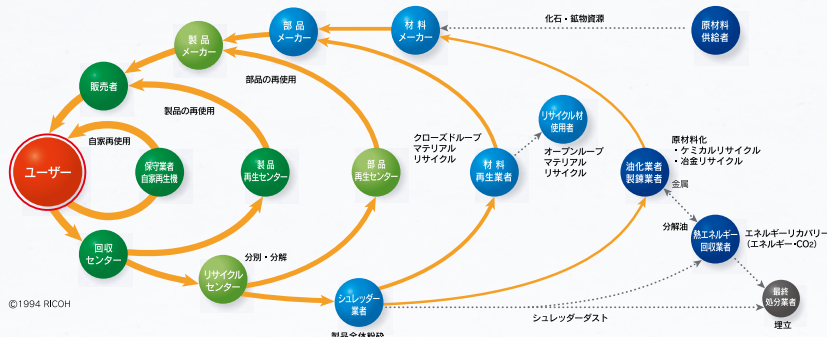 化石・鉱物資源
原材料
供給者
材 料
メーカー
部 品
メーカー
製 品
メーカー
販売者
部品の再使用
製品の再使用
自家再使用
ユーザー
保守業者
自家再生機
製 品
再生センター
部 品
再生センター
クローズドループ
マテリアル
リサイクル
材 料
再生業者
リサイクル材
使用者
オープンループ
マテリアル
リサイクル
油化業者
製錬業者
原材料化
・ケミカルリサイクル
・冶金リサイクル
金属
分解油
熱エネルギー
回収業者
エネルギーリカバリー
（エネルギー・CO2）
回収
センター
分別・分解
リサイクル
センター
シュレッダー
業者
製品全体粉砕
シュレッダーダスト
最終
処分業者
埋立
©1994 RICOH